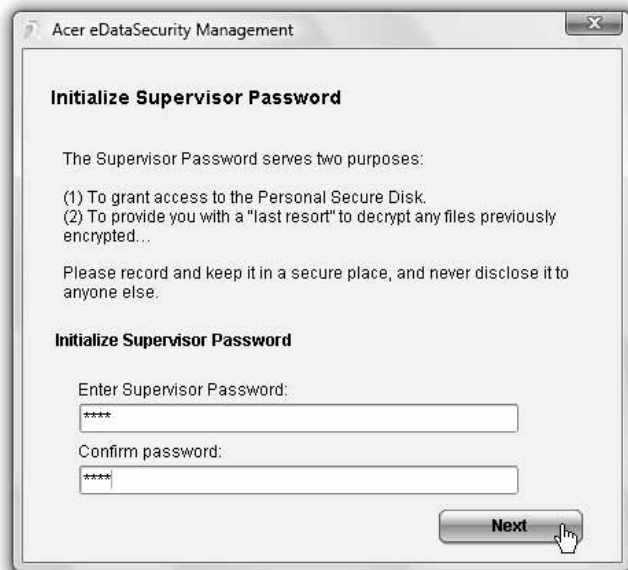 Acer eDataSecurity Management
Initialize Supervisor Password
The Supervisor Password serves two purposes:
(1) To grant access to the Personal Secure Disk.
(2) To provide you with a "last resort" to decrypt any files previously
encrypted...
Please record and keep it in a secure place, and never disclose it to
anyone else.
Initialize Supervisor Password
Enter Supervisor Password:
****
Confirm password:
****
Next